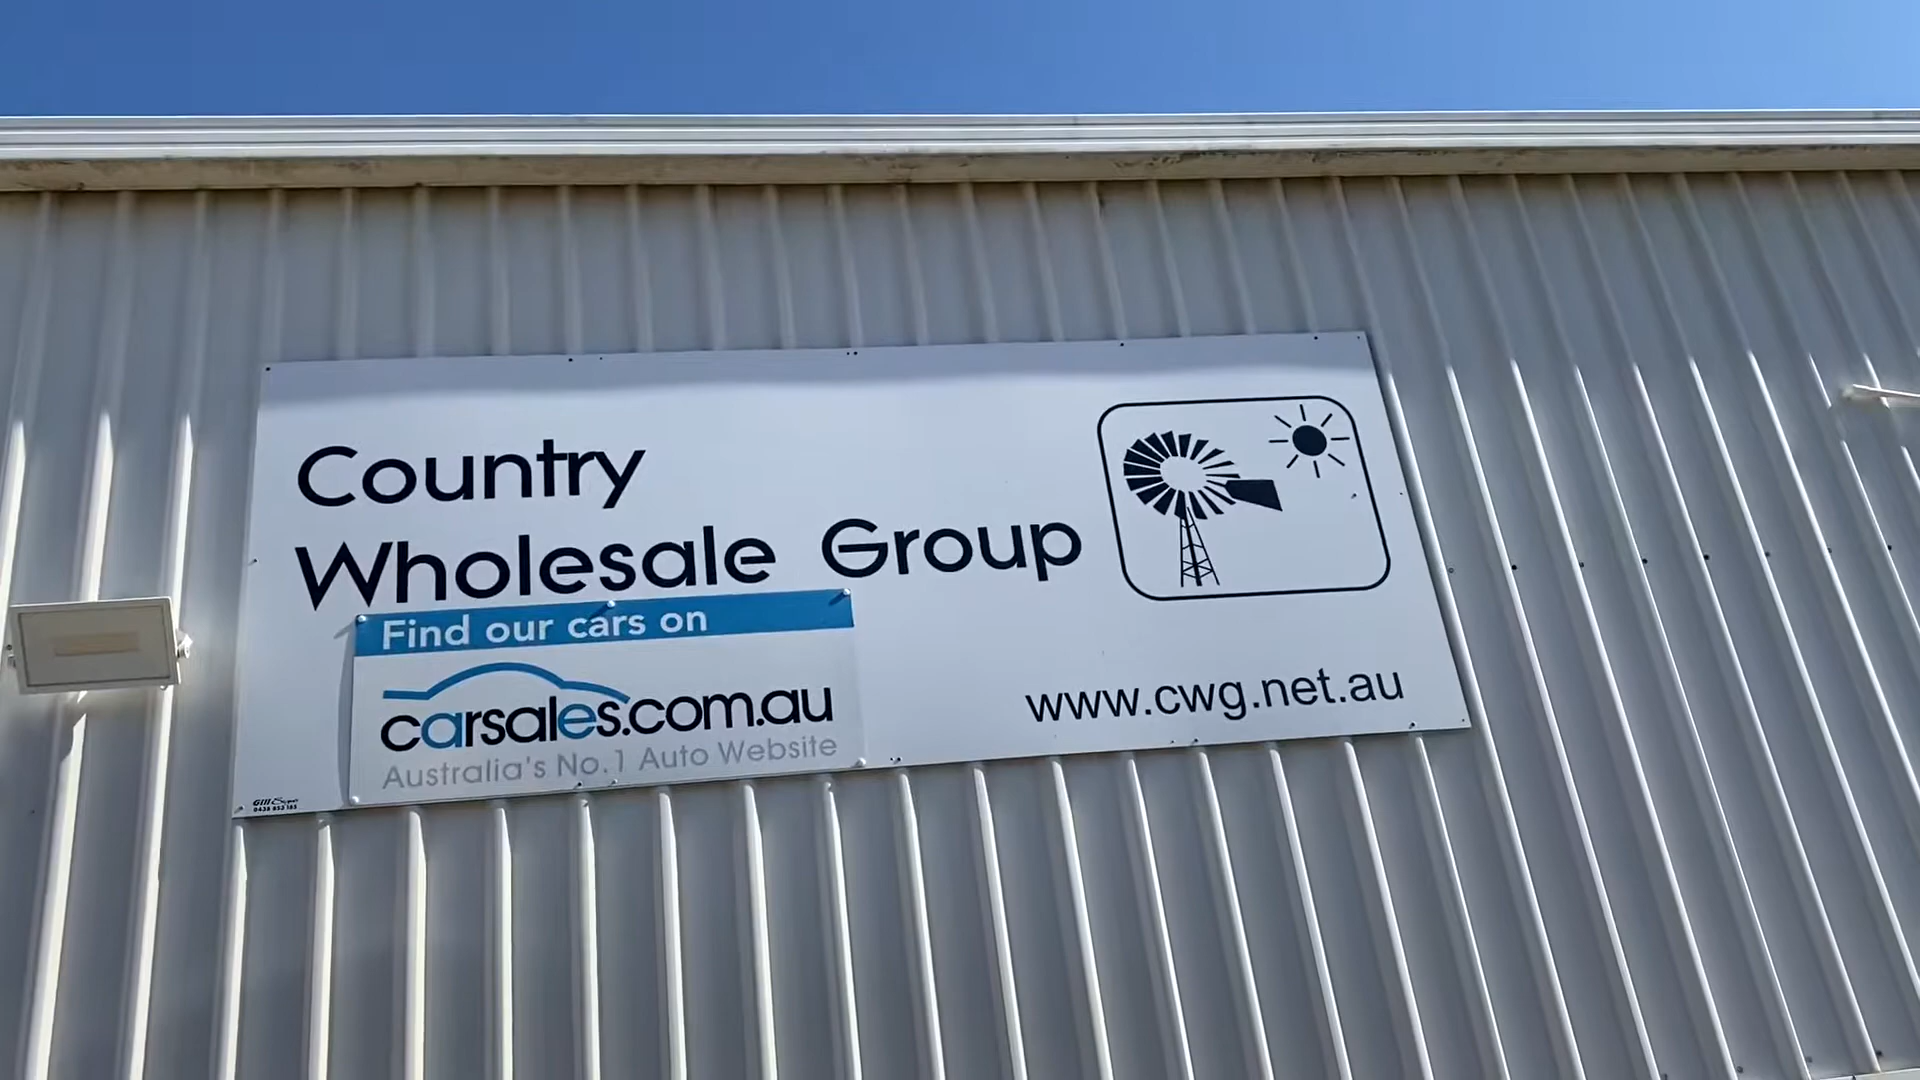 Country
Wholesale Group
Find our cars on
carsales.com.au
Australia's No.1 Auto Website
www.cwg.net.au